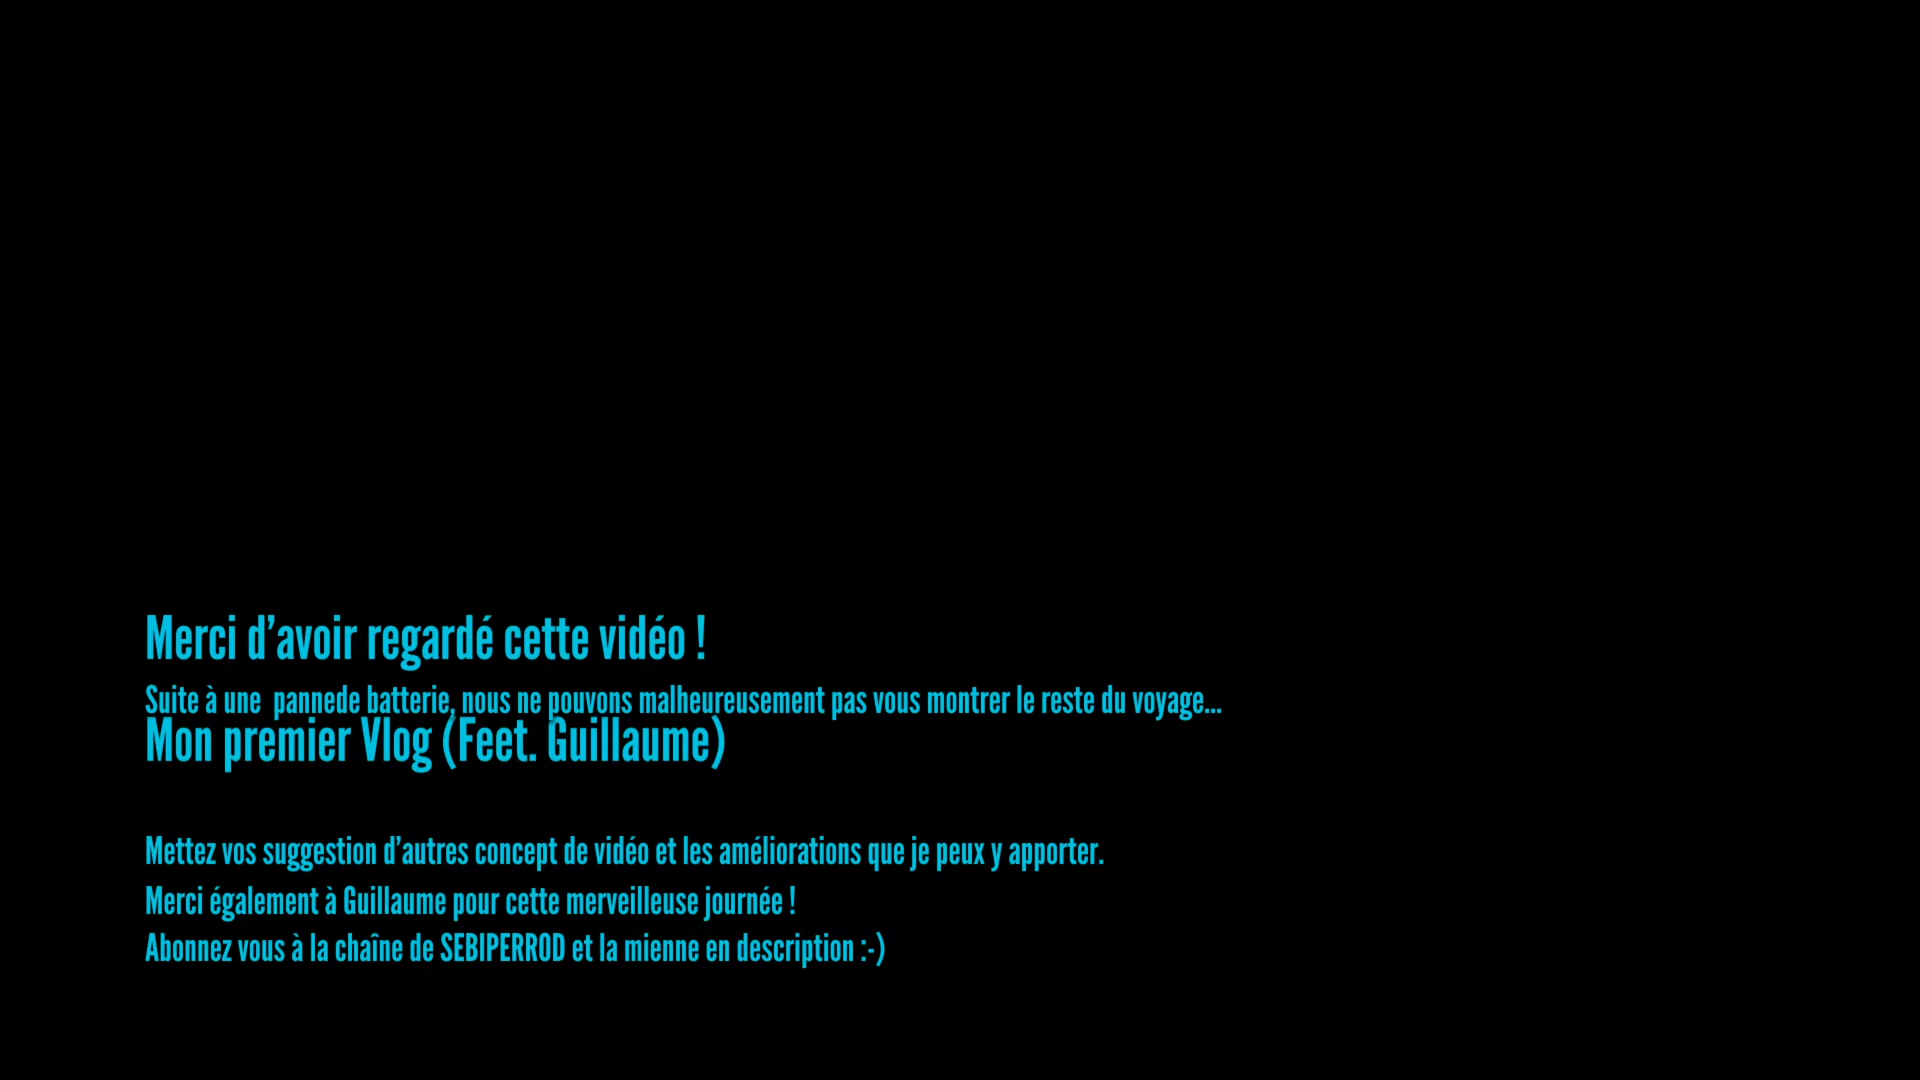 Merci d’avoir regardé cette vidéo !
Suite à une  pannede batterie, nous ne pouvons malheureusement pas vous montrer le reste du voyage...
Mon premier Vlog (Feet. Guillaume)
Mettez vos suggestion d’autres concept de vidéo et les améliorations que je peux y apporter.
Merci également à Guillaume pour cette merveilleuse journée !
Abonnez vous à la chaîne de SEBIPERROD et la mienne en description :-)